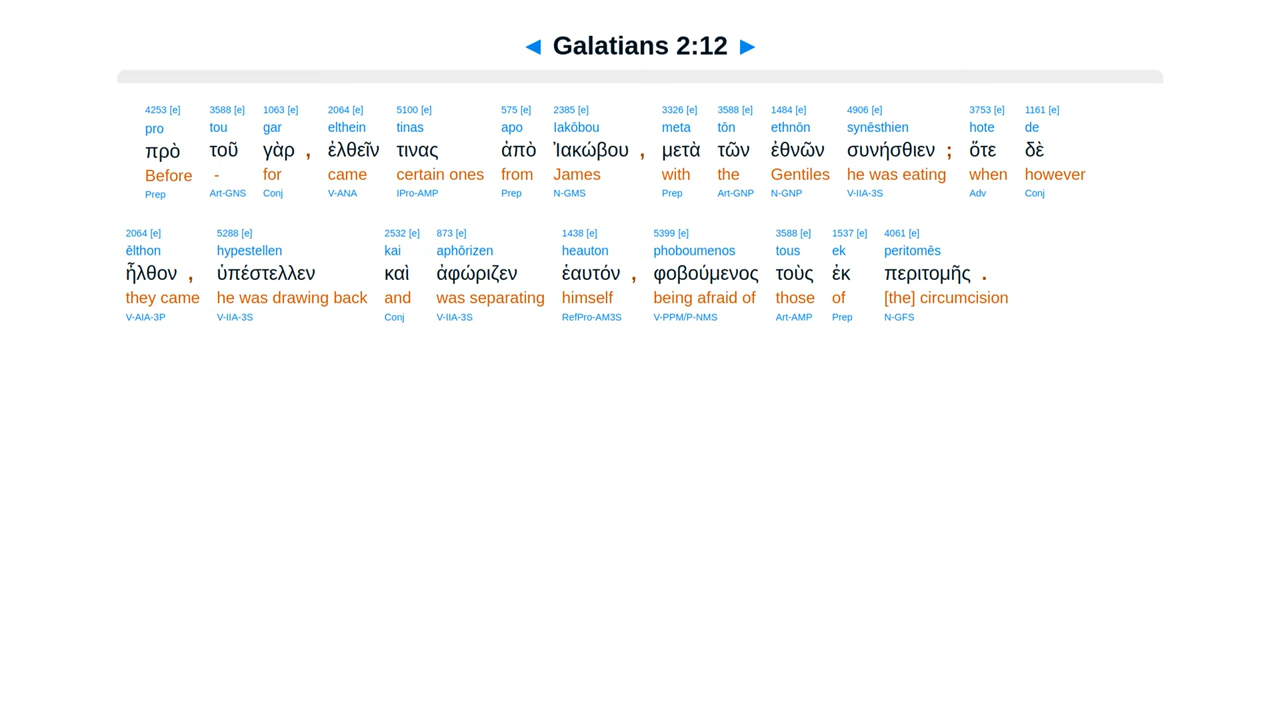 ◄ Galatians 2:12 ►
4253 [e] 3588 [e] 1063 [e] 2064 [e] 5100 [e] 575 [e] 2385 [e] 3326 [e] 3588 [e] 1484 [e] 4906 [e] 3753 [e] 1161 [e]
pro tou gar elthein tinas apo Iakōbou meta tōn ethnōn synēsthien hote de
πρὸ τοῦ γὰρ , ἐλθεῖν τινας ἀπὸ Ἰακώβου , μετὰ τῶν ἐθνῶν συνήσθιεν ; ὅτε δὲ
Before - for came certain ones from James with the Gentiles he was eating when however
Prep Art-GNS Conj V-ANA IPro-AMP Prep N-GMS Prep Art-GNP N-GNP V-IIA-3S Adv Conj
2064 [e] 5288 [e] 2532 [e] 873 [e] 1438 [e] 5399 [e] 3588 [e] 1537 [e] 4061 [e]
ēlthon hypestellen kai aphōrizen heauton phoboumenos tous ek peritomēs
ἦλθον , ὑπέστελλεν καὶ ἀφώριζεν ἑαυτόν , φοβούμενος τοὺς ἐκ περιτομῆς .
they came he was drawing back and was separating himself being afraid of those of [the] circumcision
V-AIA-3P V-IIA-3S Conj V-IIA-3S RefPro-AM3S V-PPM/P-NMS Art-AMP Prep N-GFS